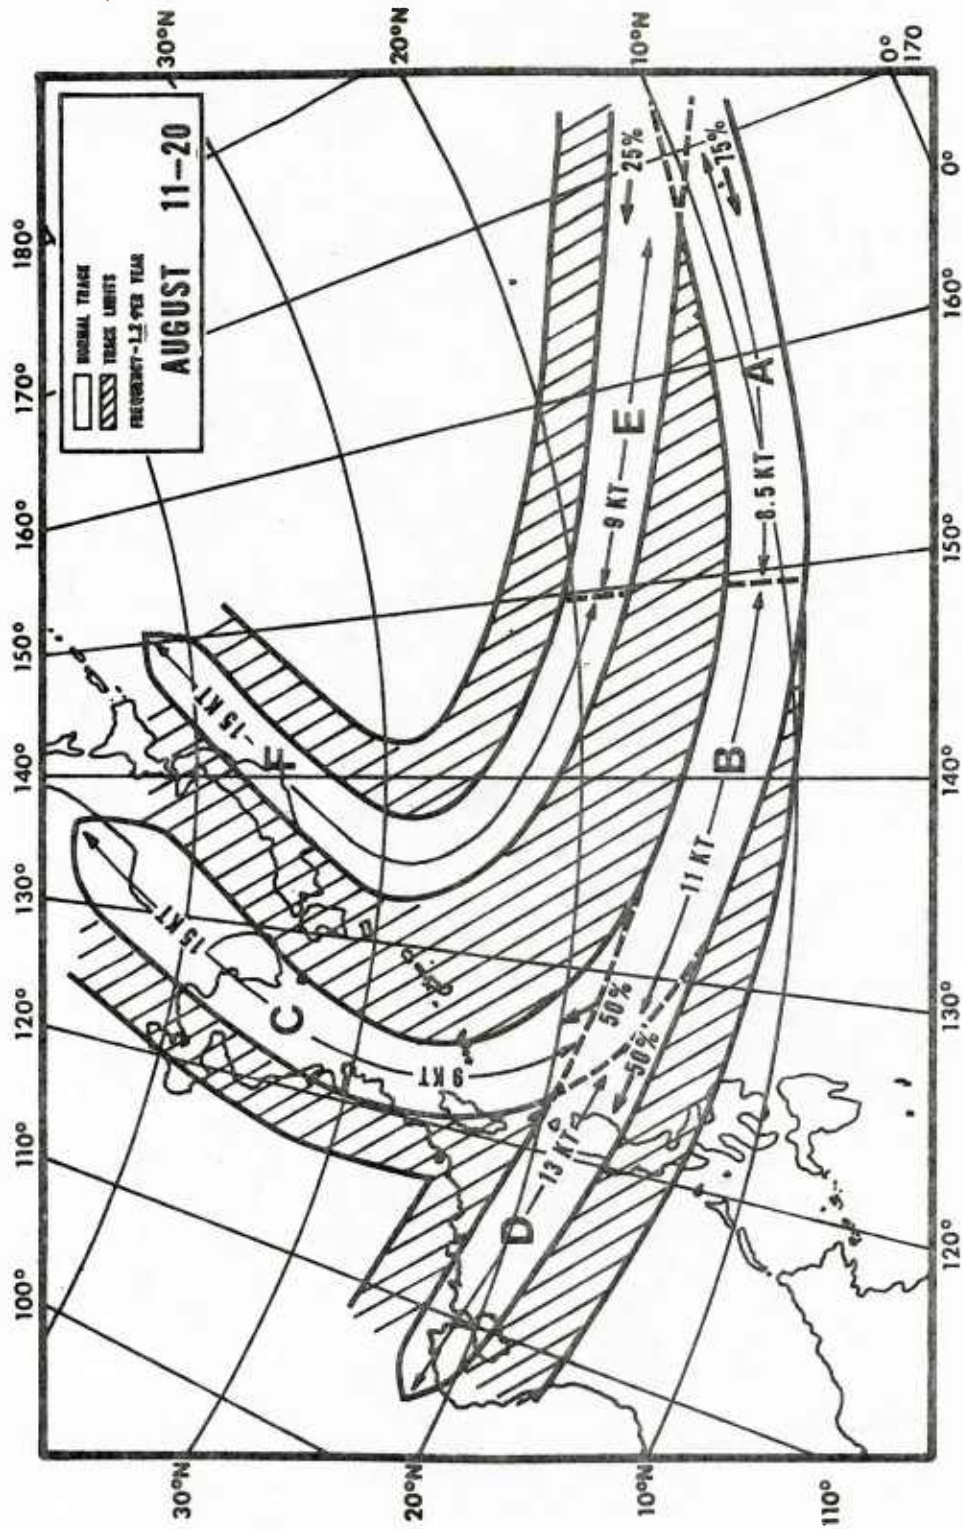 NORMAL TRACK
TRACK LIMITS
FREQUENCY-1.2 PER YEAR
AUGUST 11-20
100°
110°
120°
130°
140°
150°
160°
170°
180°
30°N
20°N
10°N
0°
170
30°N
20°N
10°N
110°
120°
130°
140°
150°
160°
0°
F
-15 KT
15 KT
C
9 KT
25%
75%
E
9 KT
A
8.5 KT
B
11 KT
50%
50%
13 KT
D